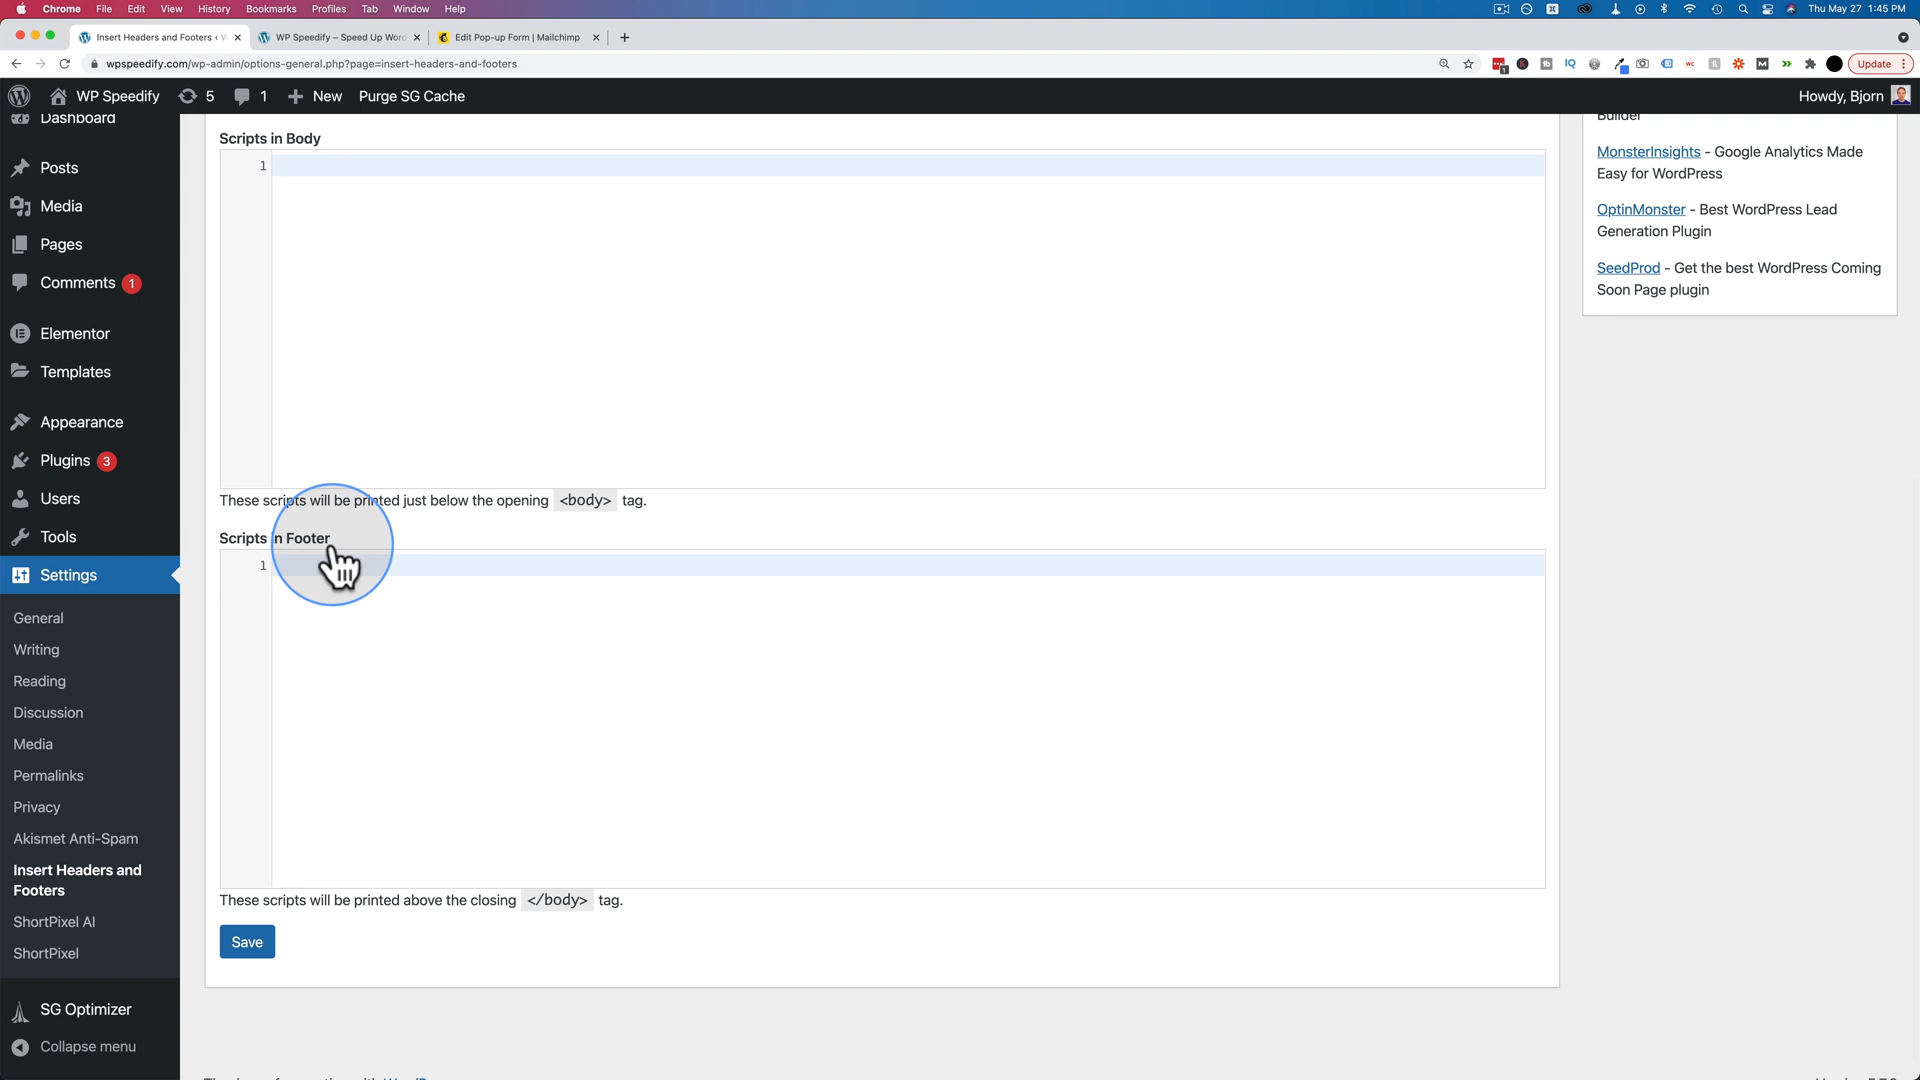 Chrome File Edit View History Bookmarks Profiles Tab Window Help
Thu May 27 1:45 PM
Insert Headers and Footers
WP Speedify – Speed Up Word
Edit Pop-up Form | Mailchimp
wpspeedify.com/wp-admin/options-general.php?page=insert-headers-and-footers
Update
WP Speedify 5 1 New Purge SG Cache
Howdy, Bjorn
Dashboard
Posts
Media
Pages
Comments 1
Elementor
Templates
Appearance
Plugins 3
Users
Tools
Settings
General
Writing
Reading
Discussion
Media
Permalinks
Privacy
Akismet Anti-Spam
Insert Headers and
Footers
ShortPixel AI
ShortPixel
SG Optimizer
Collapse menu
Scripts in Body
1
These scripts will be printed just below the opening <body> tag.
Scripts in Footer
1
These scripts will be printed above the closing </body> tag.
Save
Builder
MonsterInsights - Google Analytics Made
Easy for WordPress
OptinMonster - Best WordPress Lead
Generation Plugin
SeedProd - Get the best WordPress Coming
Soon Page plugin